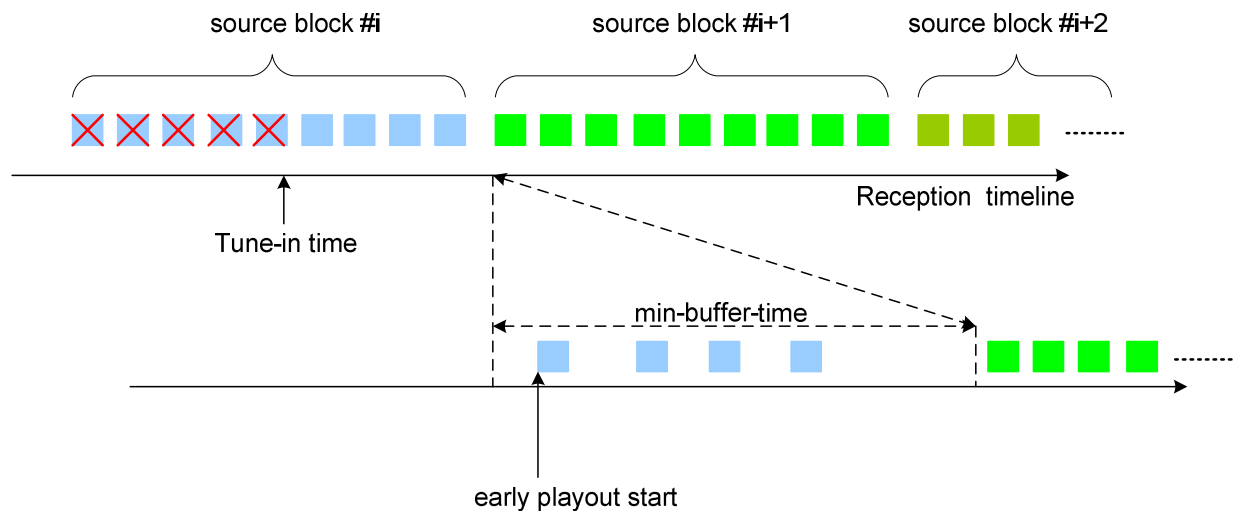 source block #i
source block #i+1
source block #i+2
Reception timeline
Tune-in time
min-buffer-time
early playout start